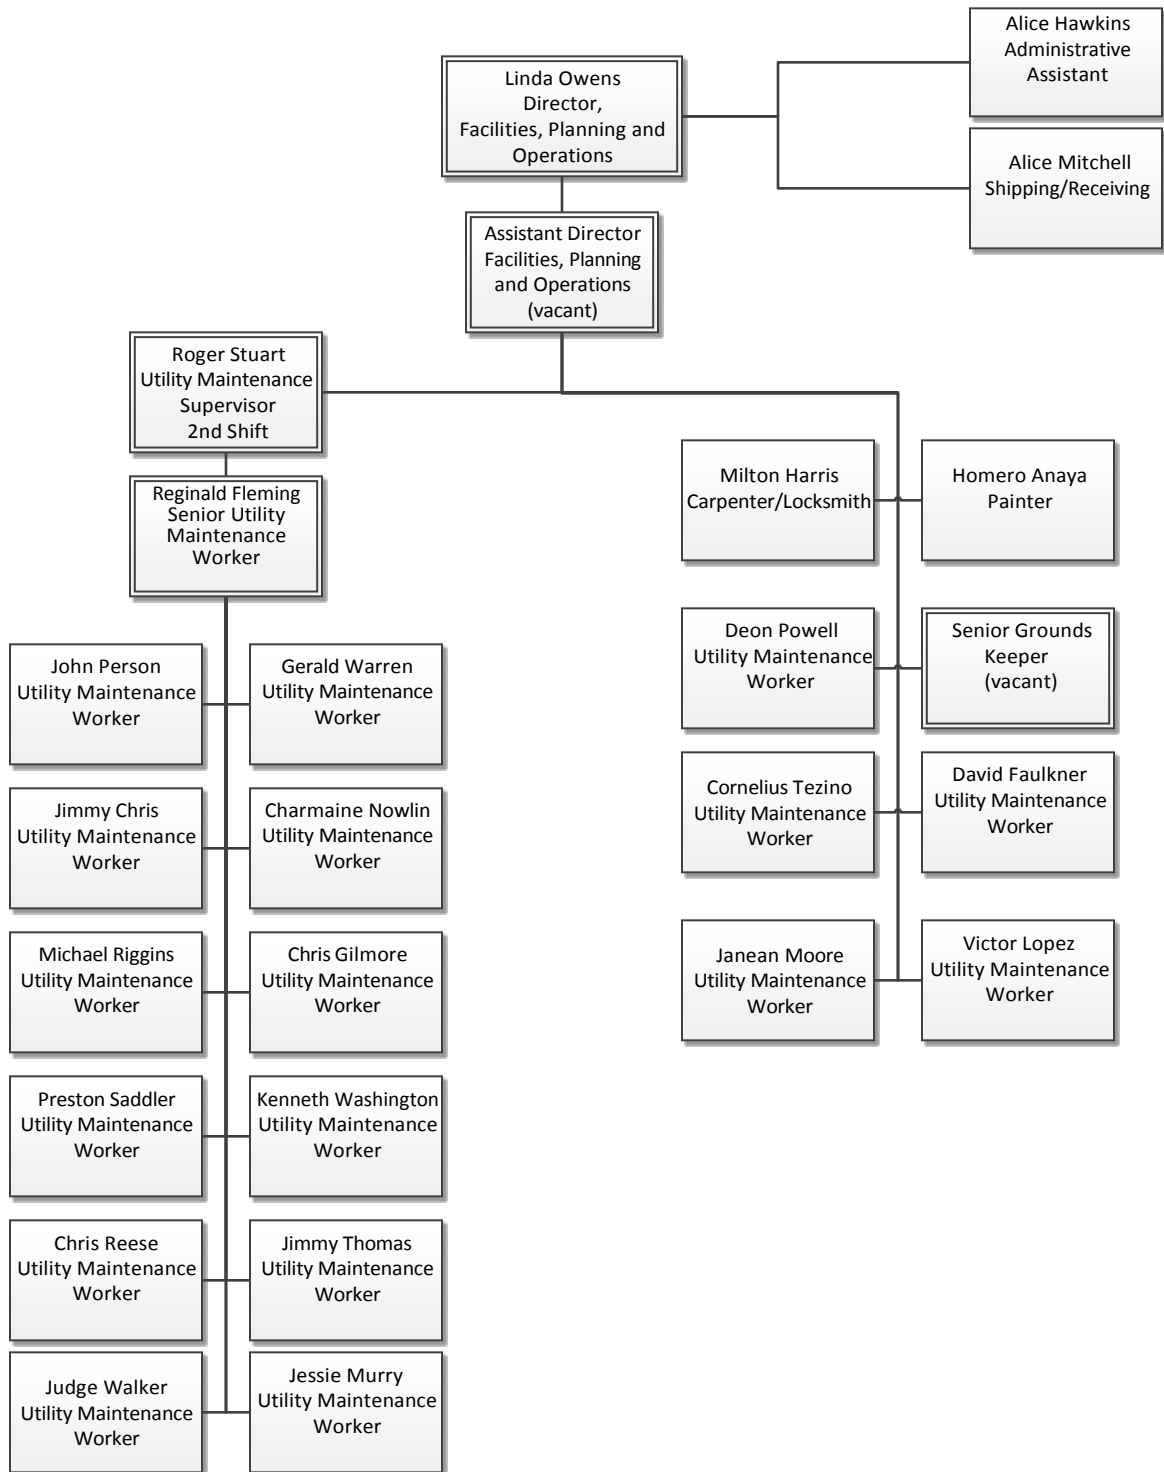 Linda Owens
Director,
Facilities, Planning and
Operations
Alice Hawkins
Administrative
Assistant
Alice Mitchell
Shipping/Receiving
Assistant Director
Facilities, Planning
and Operations
(vacant)
Roger Stuart
Utility Maintenance
Supervisor
2nd Shift
Reginald Fleming
Senior Utility
Maintenance
Worker
John Person
Utility Maintenance
Worker
Gerald Warren
Utility Maintenance
Worker
Jimmy Chris
Utility Maintenance
Worker
Charmaine Nowlin
Utility Maintenance
Worker
Michael Riggins
Utility Maintenance
Worker
Chris Gilmore
Utility Maintenance
Worker
Preston Saddler
Utility Maintenance
Worker
Kenneth Washington
Utility Maintenance
Worker
Chris Reese
Utility Maintenance
Worker
Jimmy Thomas
Utility Maintenance
Worker
Judge Walker
Utility Maintenance
Worker
Jessie Murry
Utility Maintenance
Worker
Milton Harris
Carpenter/Locksmith
Homero Anaya
Painter
Deon Powell
Utility Maintenance
Worker
Senior Grounds
Keeper
(vacant)
Cornelius Tezino
Utility Maintenance
Worker
David Faulkner
Utility Maintenance
Worker
Janean Moore
Utility Maintenance
Worker
Victor Lopez
Utility Maintenance
Worker